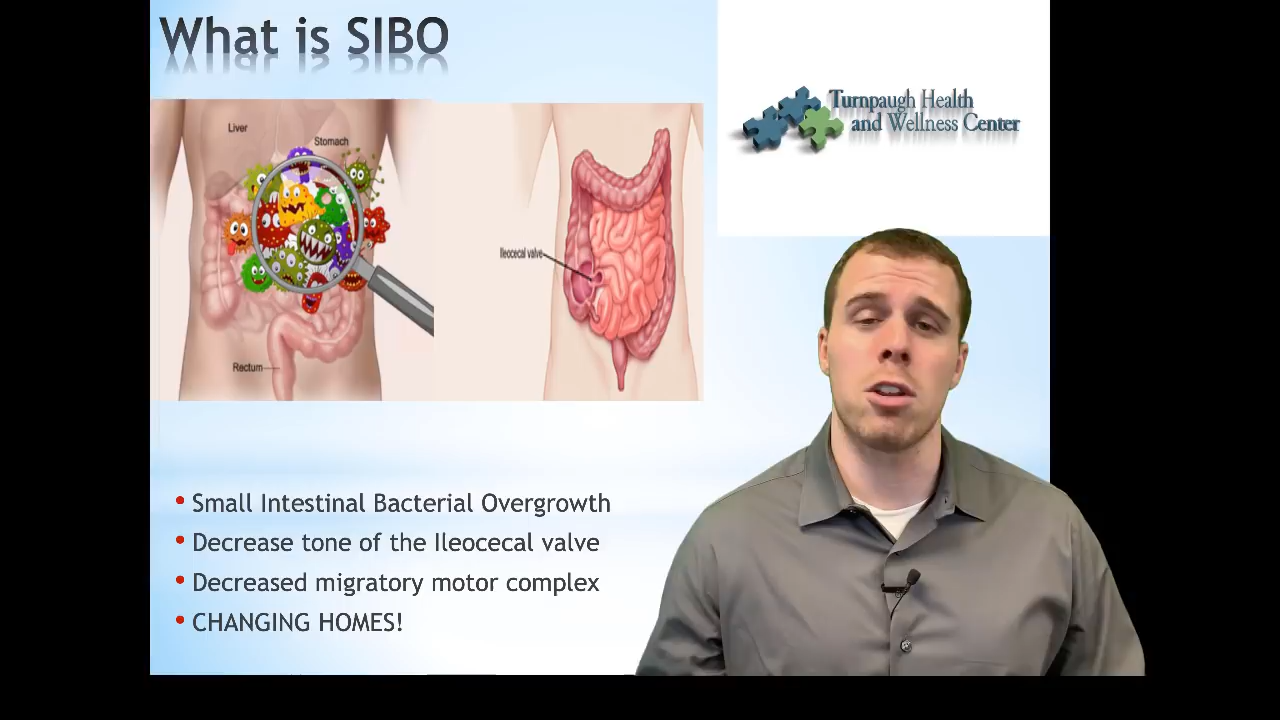 What is SIBO
Turnpaugh Health
and Wellness Center
Liver
Stomach
Ileocecal valve
Rectum
• Small Intestinal Bacterial Overgrowth
• Decrease tone of the Ileocecal valve
• Decreased migratory motor complex
• CHANGING HOMES!